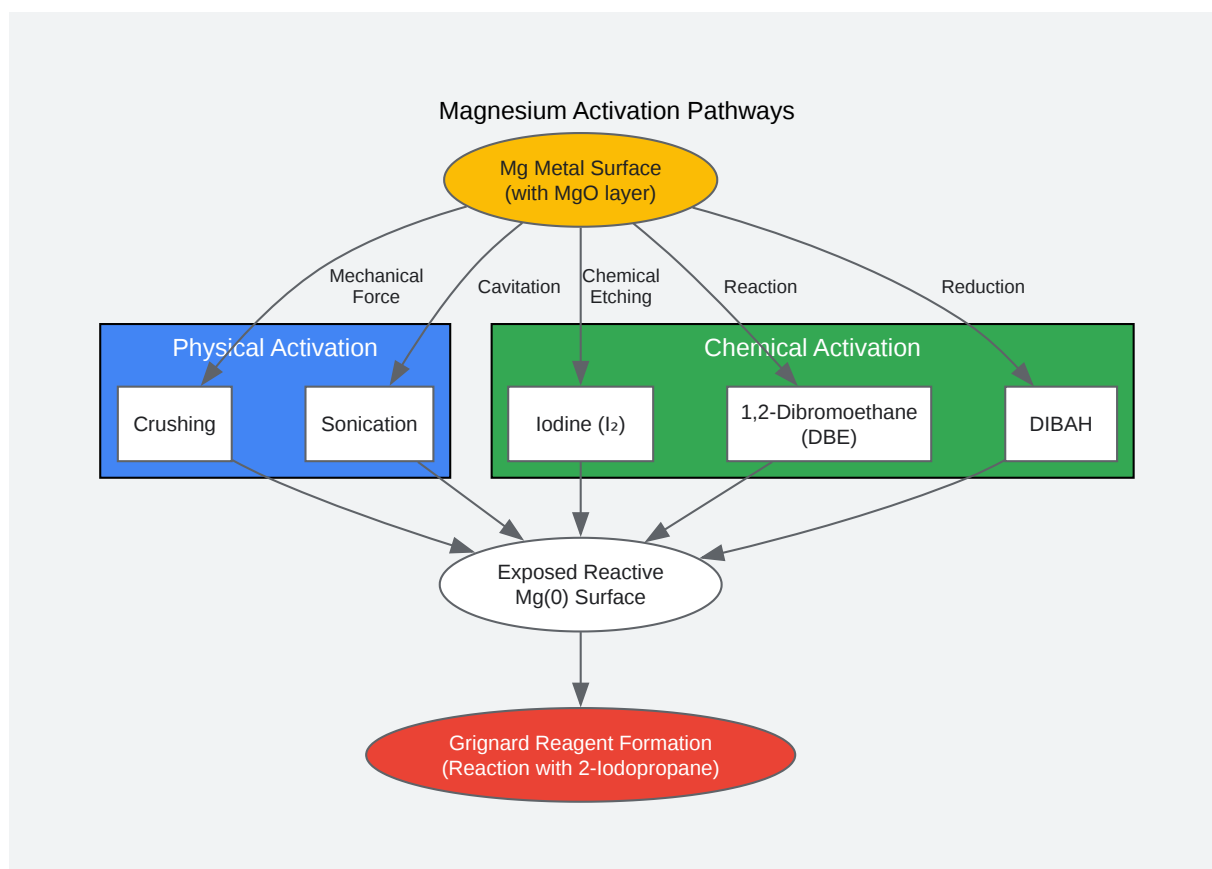 Magnesium Activation Pathways
Mg Metal Surface
(with MgO layer)
Mechanical
Force
Cavitation
Chemical
Etching
Reaction
Reduction
Physical Activation
Chemical Activation
Crushing
Sonication
Iodine (I₂)
1,2-Dibromoethane
(DBE)
DIBAH
Exposed Reactive
Mg(0) Surface
Grignard Reagent Formation
(Reaction with 2-Iodopropane)